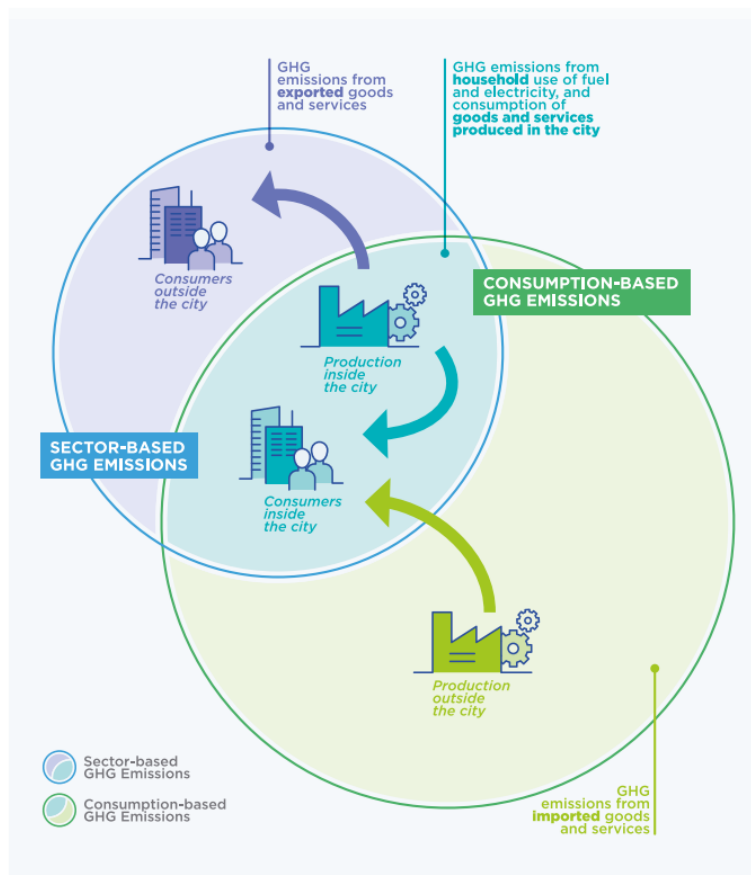 GHG
emissions from
exported goods
and services
GHG emissions from
household use of fuel
and electricity, and
consumption of
goods and services
produced in the city
Consumers
outside
the city
CONSUMPTION-BASED
GHG EMISSIONS
Production
inside
the city
SECTOR-BASED
GHG EMISSIONS
Consumers
inside
the city
Production
outside
the city
Sector-based
GHG Emissions
Consumption-based
GHG Emissions
GHG
emissions from
imported goods
and services